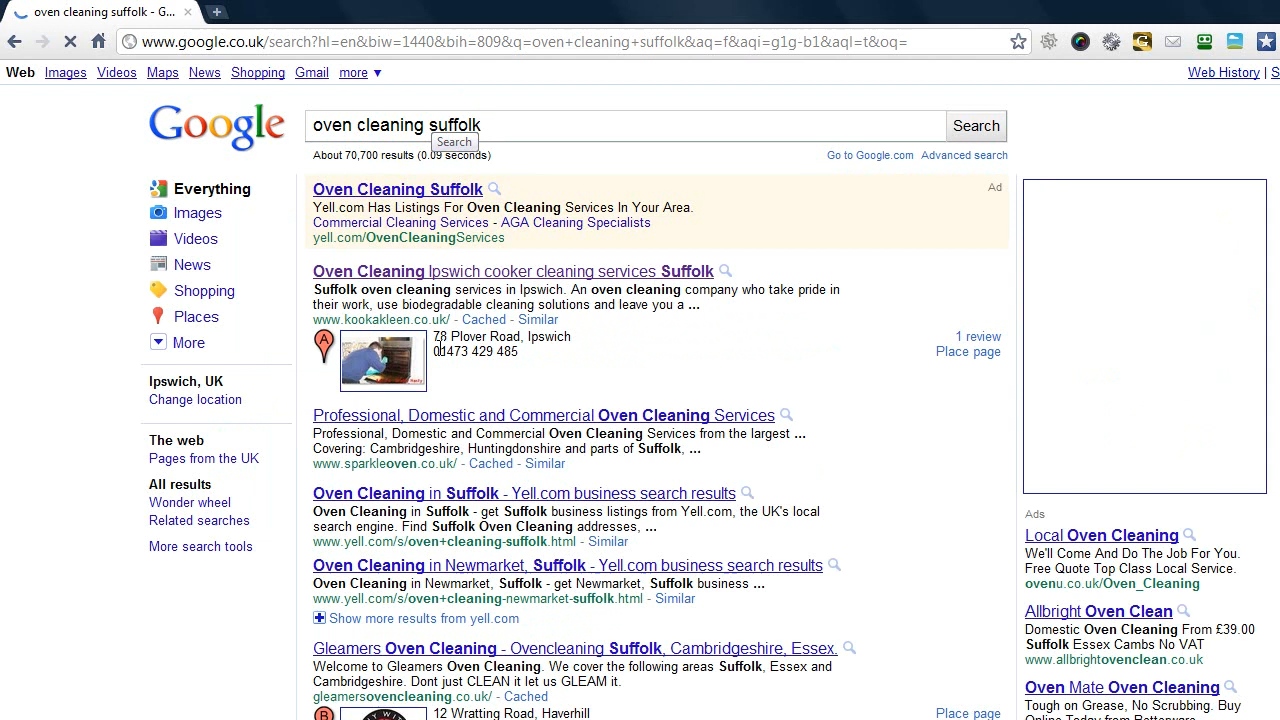 oven cleaning suffolk - G...
www.google.co.uk/search?hl=en&biw=1440&bih=809&q=oven+cleaning+suffolk&aq=f&aqi=g1g-b1&aql=t&oq=
Web Images Videos Maps News Shopping Gmail more ▼
Web History | S
Google
oven cleaning suffolk
Search
Search
About 70,700 results (0.09 seconds)
Go to Google.com Advanced search
Everything
Images
Videos
News
Shopping
Places
More
Ipswich, UK
Change location
The web
Pages from the UK
All results
Wonder wheel
Related searches
More search tools
Oven Cleaning Suffolk
Ad
Yell.com Has Listings For Oven Cleaning Services In Your Area.
Commercial Cleaning Services - AGA Cleaning Specialists
yell.com/OvenCleaningServices
Oven Cleaning Ipswich cooker cleaning services Suffolk
Suffolk oven cleaning services in Ipswich. An oven cleaning company who take pride in
their work, use biodegradable cleaning solutions and leave you a ...
www.kookakleen.co.uk/ - Cached - Similar
A
78 Plover Road, Ipswich
01473 429 485
1 review
Place page
Professional, Domestic and Commercial Oven Cleaning Services
Professional, Domestic and Commercial Oven Cleaning Services from the largest ...
Covering: Cambridgeshire, Huntingdonshire and parts of Suffolk, ...
www.sparkleoven.co.uk/ - Cached - Similar
Oven Cleaning in Suffolk - Yell.com business search results
Oven Cleaning in Suffolk - get Suffolk business listings from Yell.com, the UK's local
search engine. Find Suffolk Oven Cleaning addresses, ...
www.yell.com/s/oven+cleaning-suffolk.html - Similar
Oven Cleaning in Newmarket, Suffolk - Yell.com business search results
Oven Cleaning in Newmarket, Suffolk - get Newmarket, Suffolk business ...
www.yell.com/s/oven+cleaning-newmarket-suffolk.html - Similar
Show more results from yell.com
Gleamers Oven Cleaning - Ovencleaning Suffolk, Cambridgeshire, Essex.
Welcome to Gleamers Oven Cleaning. We cover the following areas Suffolk, Essex and
Cambridgeshire. Dont just CLEAN it let us GLEAM it.
gleamersovencleaning.co.uk/ - Cached
B
12 Wratting Road, Haverhill
Place page
Ads
Local Oven Cleaning
We'll Come And Do The Job For You.
Free Quote Top Class Local Service.
ovenu.co.uk/Oven_Cleaning
Allbright Oven Clean
Domestic Oven Cleaning From £39.00
Suffolk Essex Cambs No VAT
www.allbrightovenclean.co.uk
Oven Mate Oven Cleaning
Tough on Grease, No Scrubbing. Buy
Online Today from Betterware